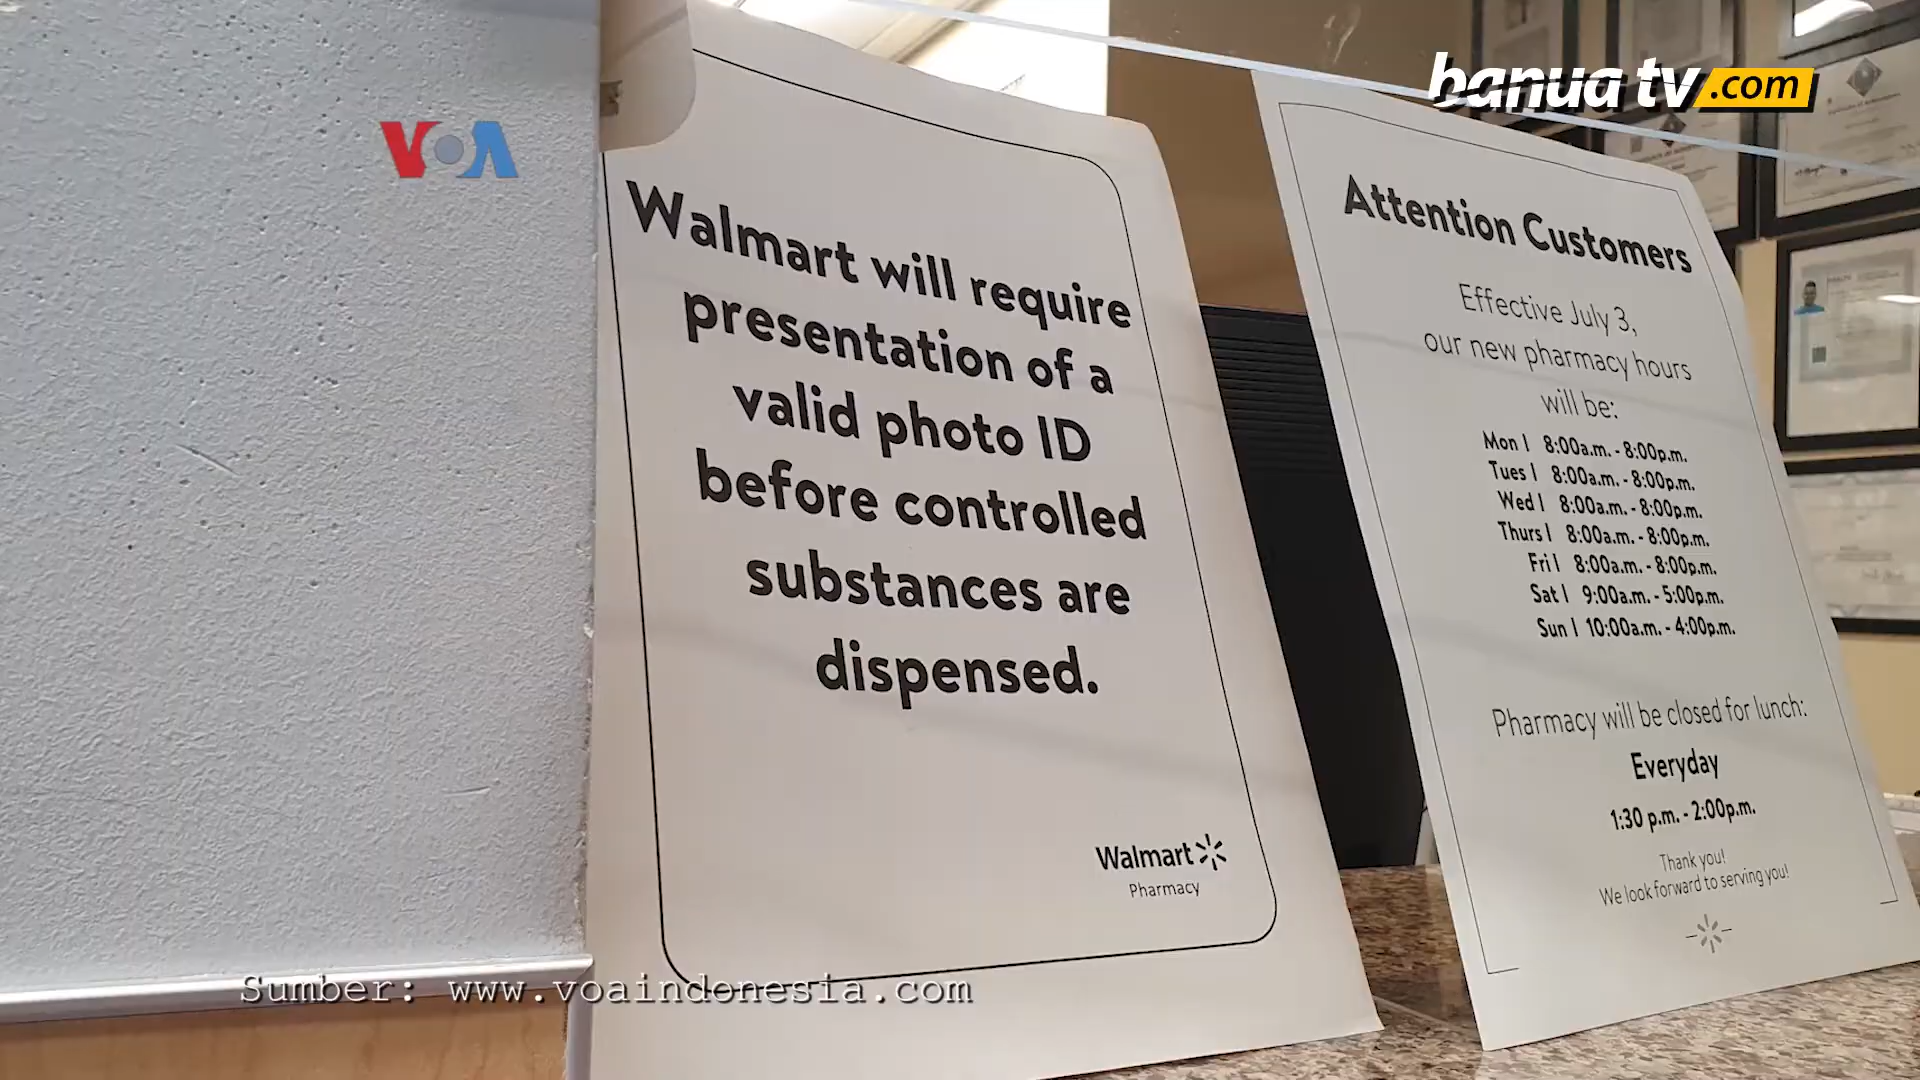 banua tv.com
VOA
Walmart will require
presentation of a
valid photo ID
before controlled
substances are
dispensed.
Walmart
Pharmacy
Attention Customers
Effective July 3,
our new pharmacy hours
will be:
Mon | 8:00a.m. - 8:00p.m.
Tues | 8:00a.m. - 8:00p.m.
Wed | 8:00a.m. - 8:00p.m.
Thurs | 8:00a.m. - 8:00p.m.
Fri | 8:00a.m. - 8:00p.m.
Sat | 9:00a.m. - 5:00p.m.
Sun | 10:00a.m. - 4:00p.m.
Pharmacy will be closed for lunch:
Everyday
1:30 p.m. - 2:00p.m.
Thank you!
We look forward to serving you!
Sumber: www.voaindonesia.com